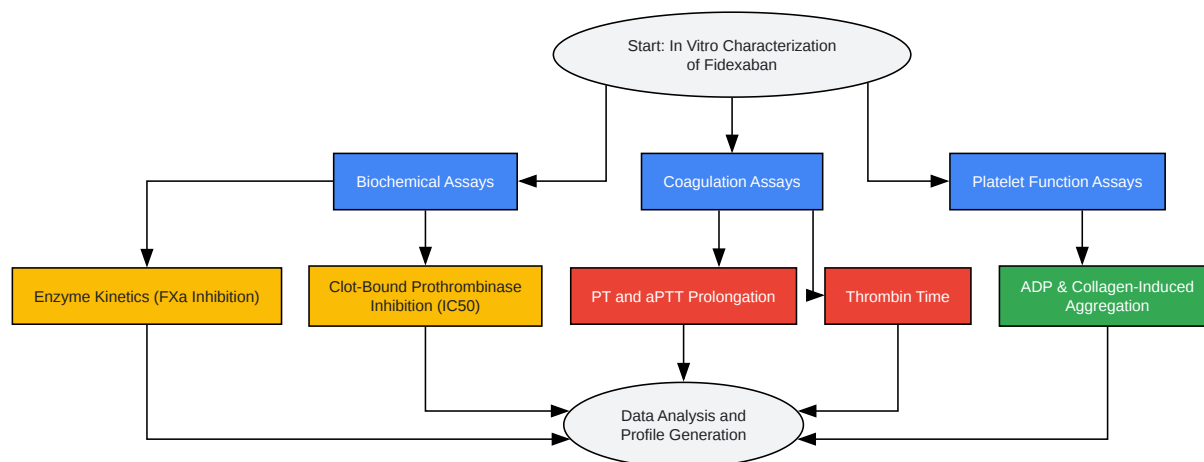 Start: In Vitro Characterization
of Fidexaban
Biochemical Assays
Coagulation Assays
Platelet Function Assays
Enzyme Kinetics (FXa Inhibition)
Clot-Bound Prothrombinase
Inhibition (IC50)
PT and aPTT Prolongation
Thrombin Time
ADP & Collagen-Induced
Aggregation
Data Analysis and
Profile Generation